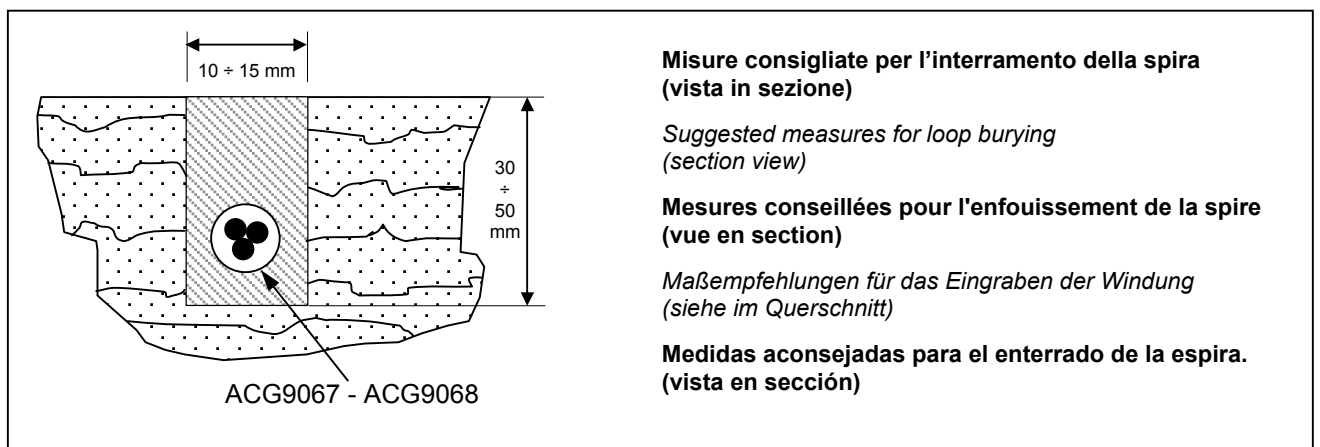 10 ÷ 15 mm
30
÷
50
mm
ACG9067 - ACG9068
Misure consigliate per l’interramento della spira
(vista in sezione)
Suggested measures for loop burying
(section view)
Mesures conseillées pour l'enfouissement de la spire
(vue en section)
Maßempfehlungen für das Eingraben der Windung
(siehe im Querschnitt)
Medidas aconsejadas para el enterrado de la espira.
(vista en sección)